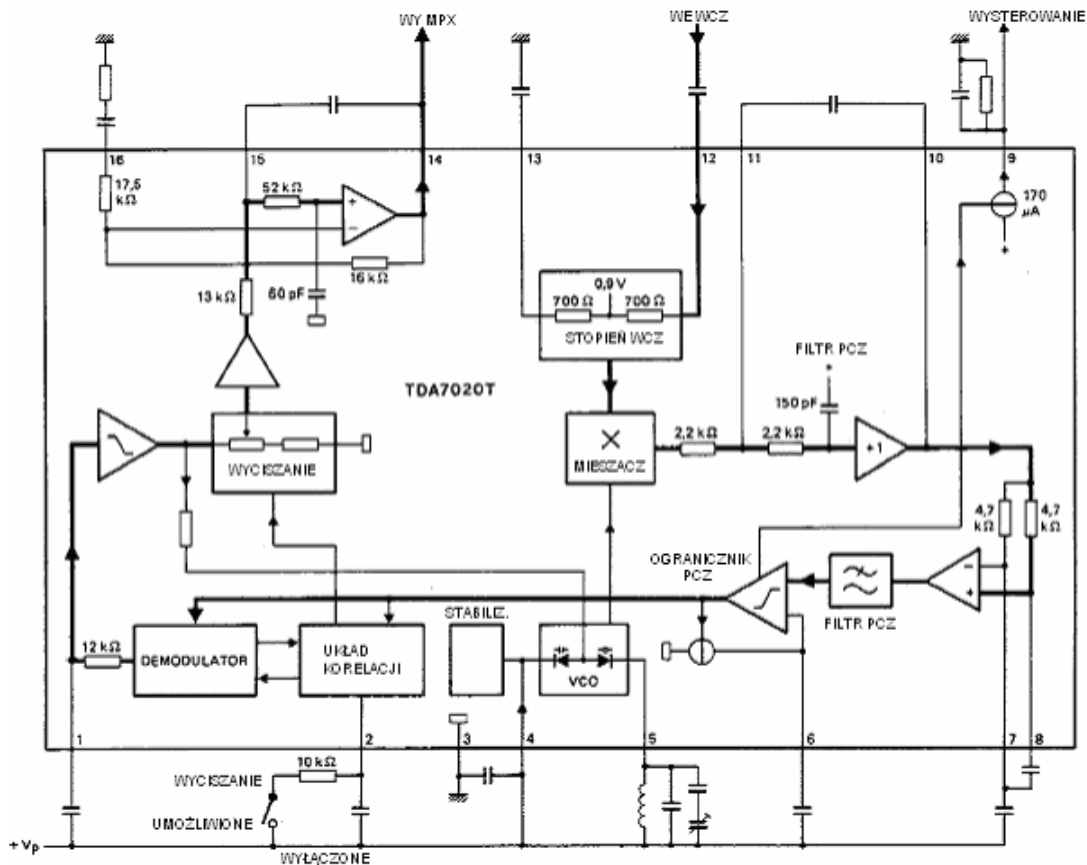 WY MPX
WE WCZ
WYSTEROWANIE
16
15
14
13
12
11
10
9
17,5
kΩ
52 kΩ
+
−
16 kΩ
13 kΩ
60 pF
170
μA
+
0,9 V
700 Ω
700 Ω
STOPIEŃ WCZ
FILTR PCZ
+
150 pF
TDA7020T
WYCISZANIE
MIESZACZ
2,2 kΩ
2,2 kΩ
+1
4,7
kΩ
4,7
kΩ
OGRANICZNIK
PCZ
−
+
FILTR PCZ
STABILIZ.
12 kΩ
DEMODULATOR
UKŁAD
KORELACJI
VCO
1
2
3
4
5
6
7
8
WYCISZANIE
10 kΩ
UMOŻLIWIONE
+ Vp
WYŁĄCZONE